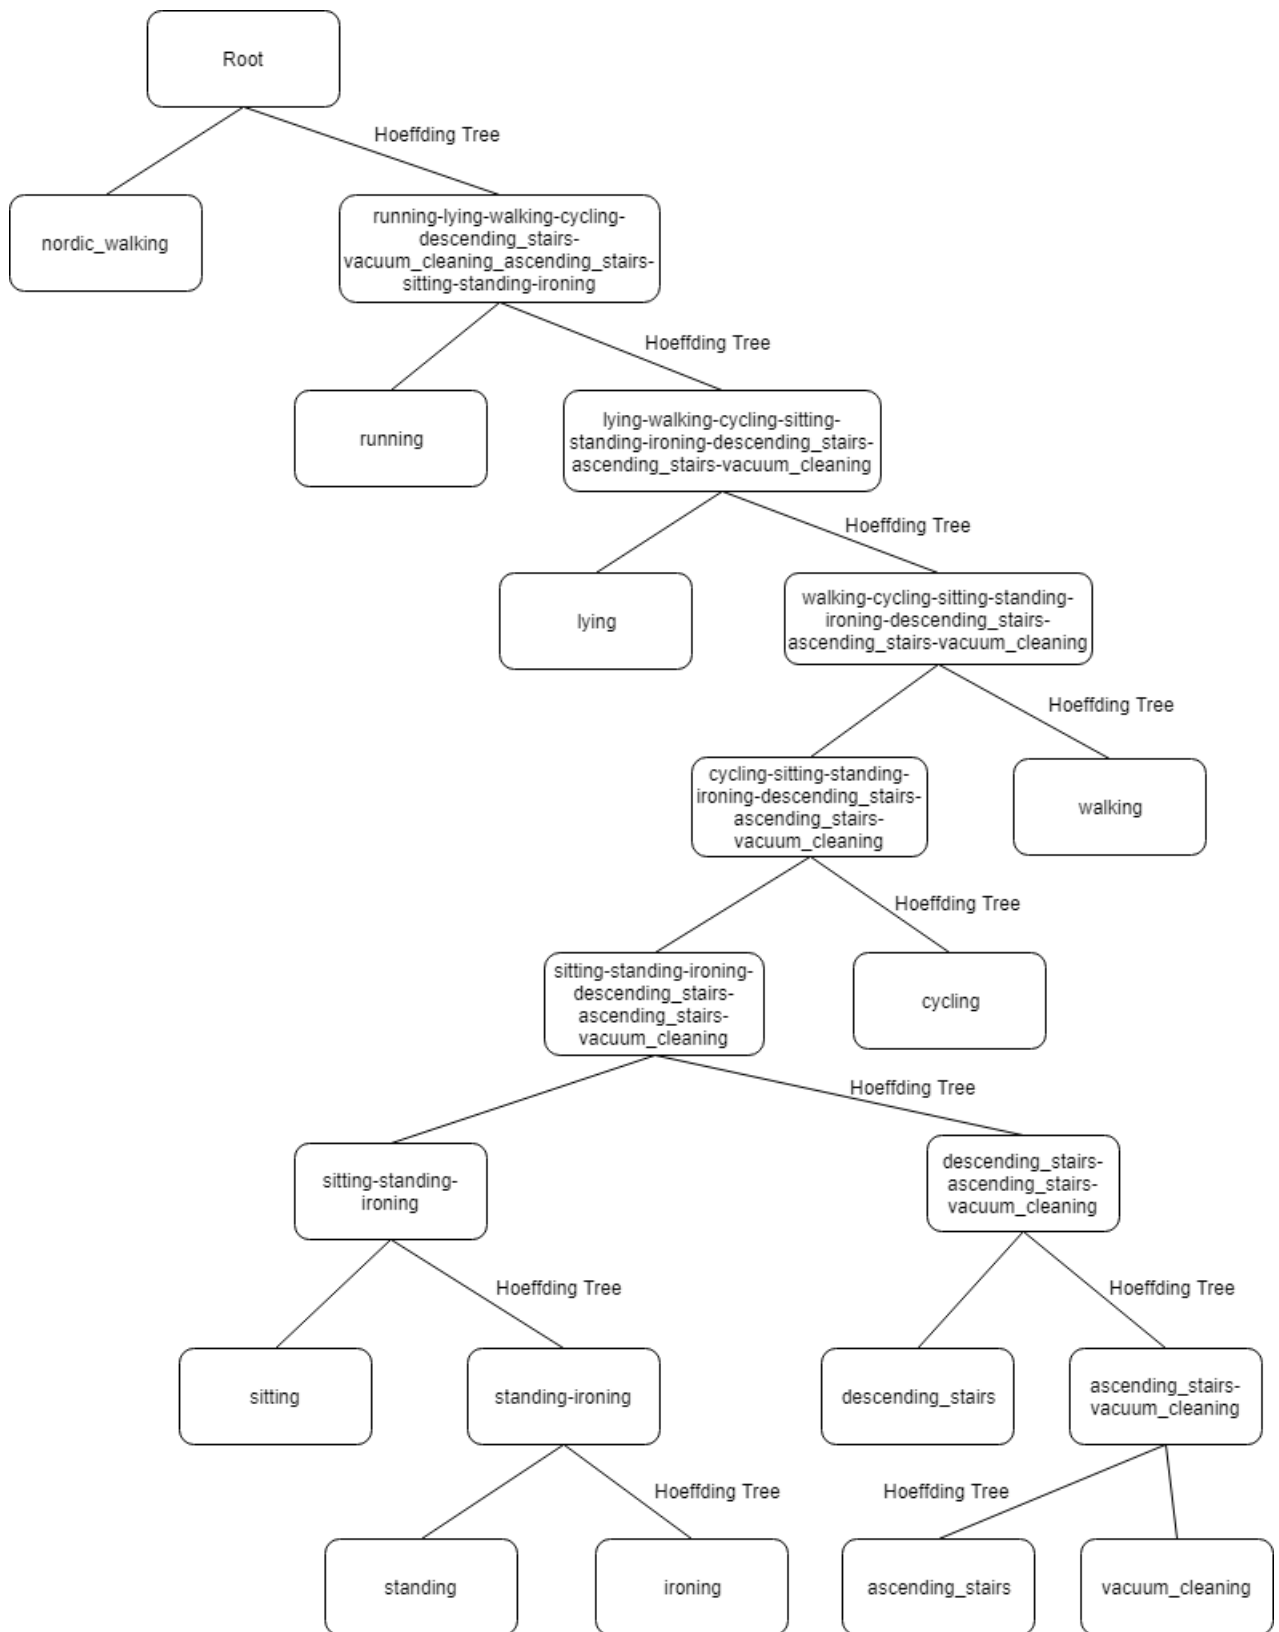 Root
Hoeffding Tree
nordic_walking
running-lying-walking-cycling-
descending_stairs-
vacuum_cleaning_ascending_stairs-
sitting-standing-ironing
Hoeffding Tree
running
lying-walking-cycling-sitting-
standing-ironing-descending_stairs-
ascending_stairs-vacuum_cleaning
Hoeffding Tree
lying
walking-cycling-sitting-standing-
ironing-descending_stairs-
ascending_stairs-vacuum_cleaning
Hoeffding Tree
cycling-sitting-standing-
ironing-descending_stairs-
ascending_stairs-
vacuum_cleaning
walking
Hoeffding Tree
sitting-standing-ironing-
descending_stairs-
ascending_stairs-
vacuum_cleaning
cycling
Hoeffding Tree
sitting-standing-
ironing
descending_stairs-
ascending_stairs-
vacuum_cleaning
Hoeffding Tree
Hoeffding Tree
sitting
standing-ironing
descending_stairs
ascending_stairs-
vacuum_cleaning
Hoeffding Tree
Hoeffding Tree
standing
ironing
ascending_stairs
vacuum_cleaning